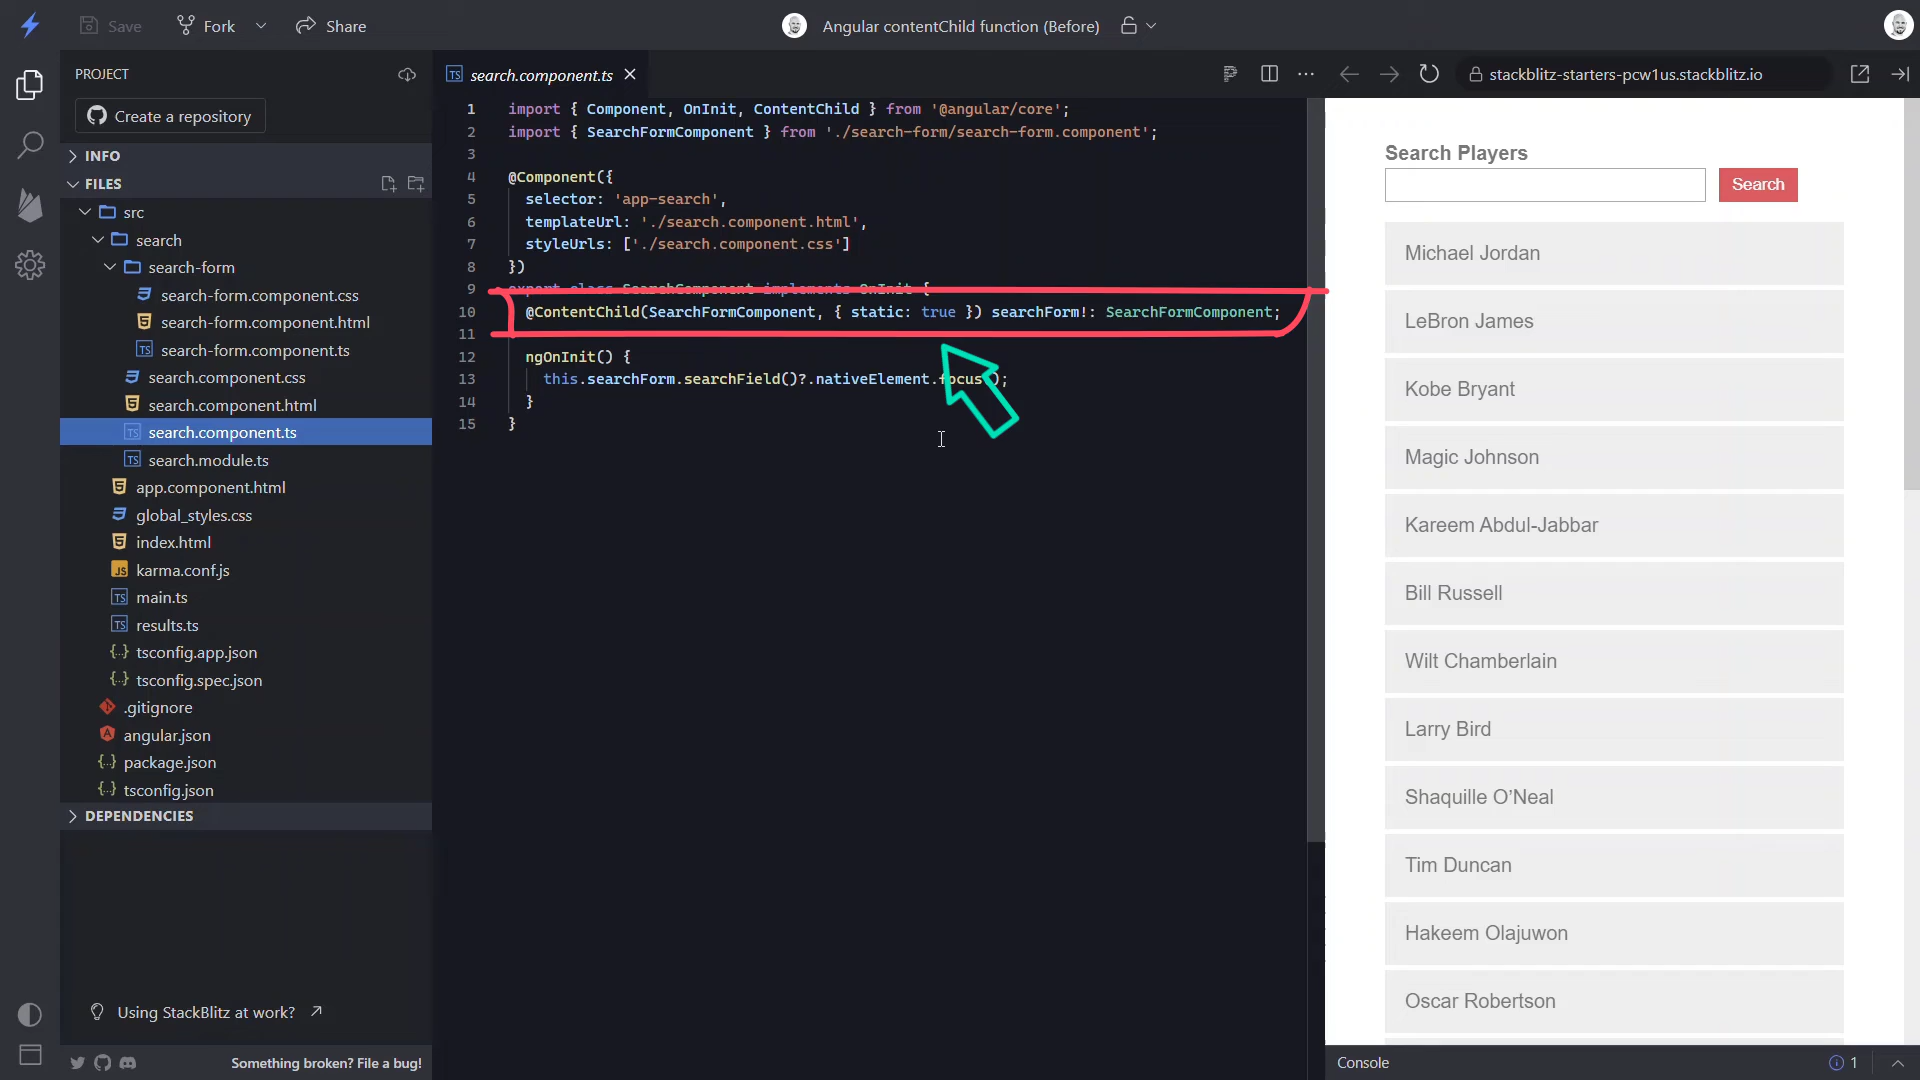 Save
Fork
Share
Angular contentChild function (Before)
PROJECT
Create a repository
INFO
FILES
src
search
search-form
search-form.component.css
search-form.component.html
search-form.component.ts
search.component.css
search.component.html
search.component.ts
search.module.ts
app.component.html
global_styles.css
index.html
karma.conf.js
main.ts
results.ts
tsconfig.app.json
tsconfig.spec.json
.gitignore
angular.json
package.json
tsconfig.json
DEPENDENCIES
Using StackBlitz at work?
Something broken? File a bug!
search.component.ts
1 import { Component, OnInit, ContentChild } from '@angular/core';
2 import { SearchFormComponent } from './search-form/search-form.component';
3
4 @Component({
5 selector: 'app-search',
6 templateUrl: './search.component.html',
7 styleUrls: ['./search.component.css']
8 })
9 export class SearchComponent implements OnInit {
10 @ContentChild(SearchFormComponent, { static: true }) searchForm!: SearchFormComponent;
11
12 ngOnInit() {
13 this.searchForm.searchField()?.nativeElement.focus();
14 }
15 }
stackblitz-starters-pcw1us.stackblitz.io
Search Players
Search
Michael Jordan
LeBron James
Kobe Bryant
Magic Johnson
Kareem Abdul-Jabbar
Bill Russell
Wilt Chamberlain
Larry Bird
Shaquille O'Neal
Tim Duncan
Hakeem Olajuwon
Oscar Robertson
Console
1